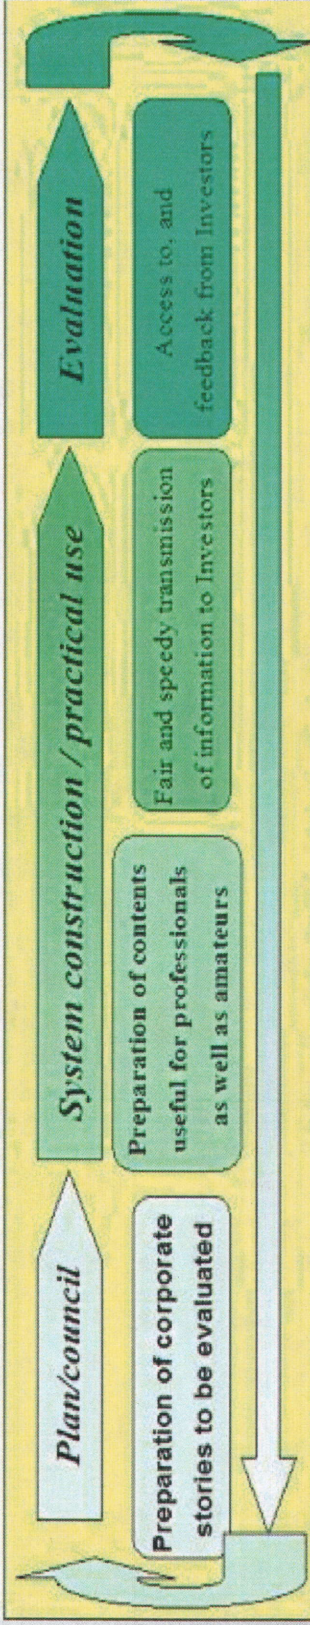 Plan/council
System construction / practical use
Evaluation
Preparation of corporate
stories to be evaluated
Preparation of contents
useful for professionals
as well as amateurs
Fair and speedy transmission
of information to Investors
Access to, and
feedback from Investors